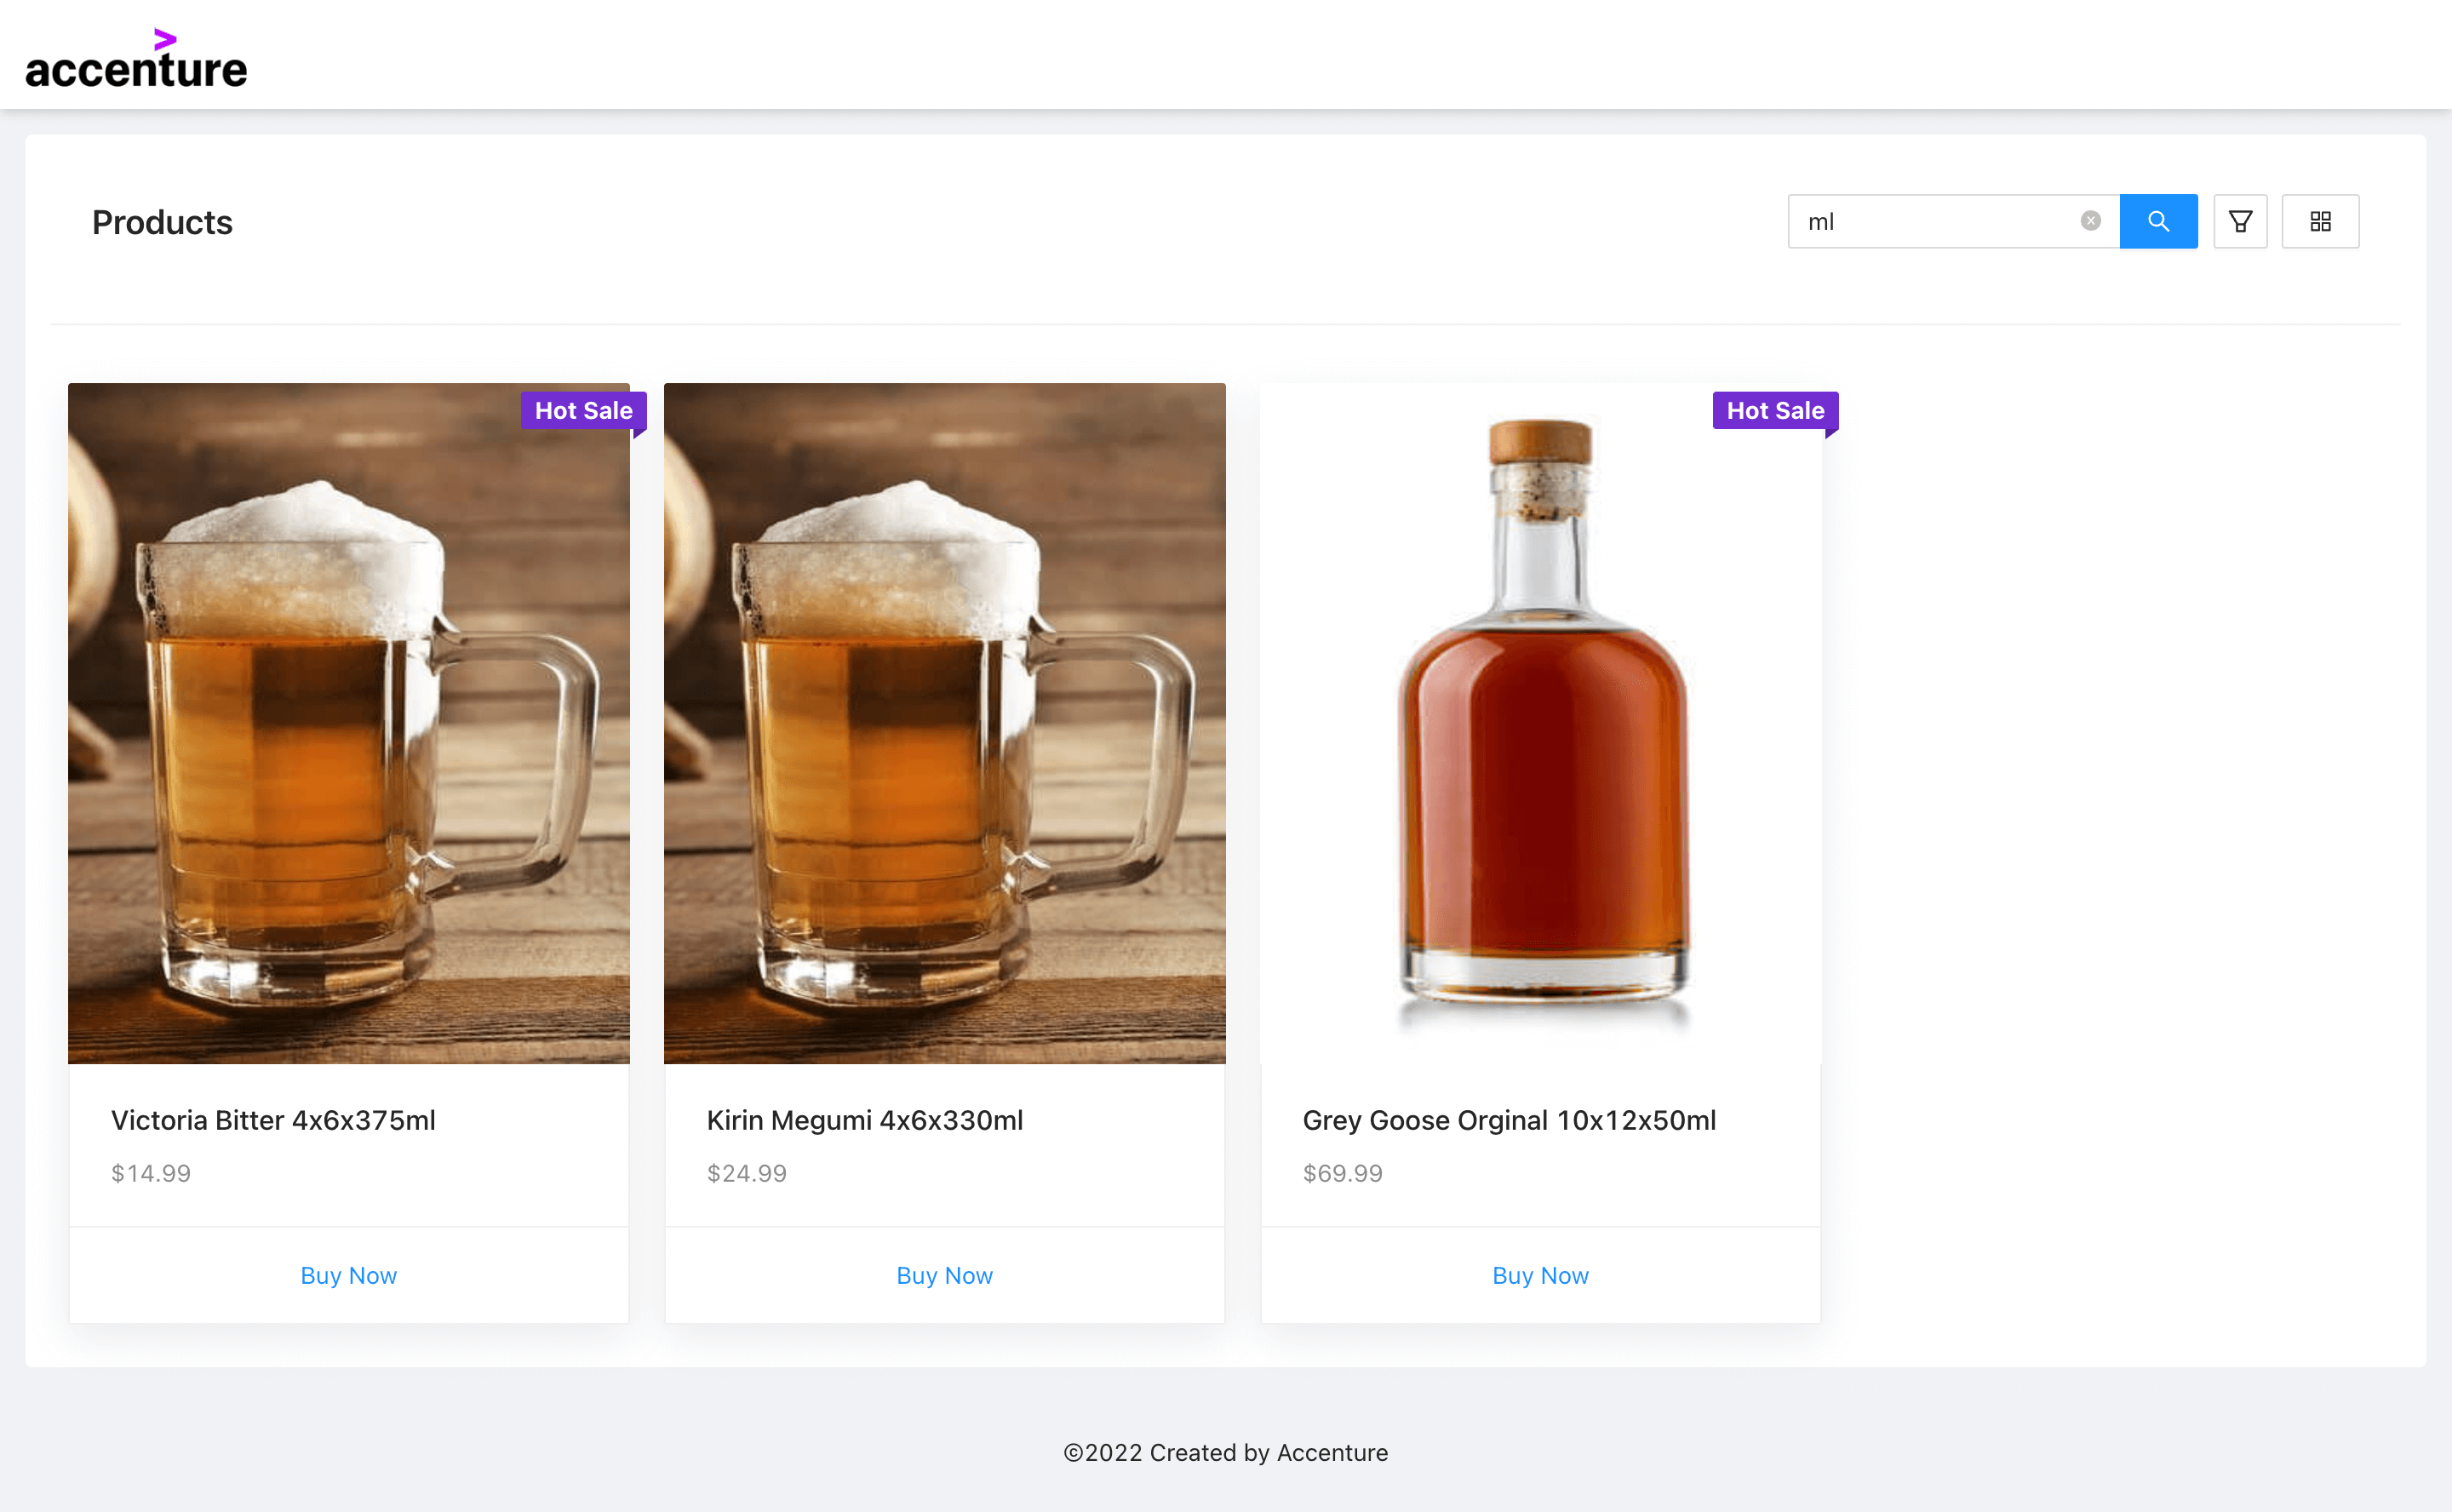 accenture
Products
ml
Hot Sale
Hot Sale
Victoria Bitter 4x6x375ml
$14.99
Buy Now
Kirin Megumi 4x6x330ml
$24.99
Buy Now
Grey Goose Orginal 10x12x50ml
$69.99
Buy Now
©2022 Created by Accenture